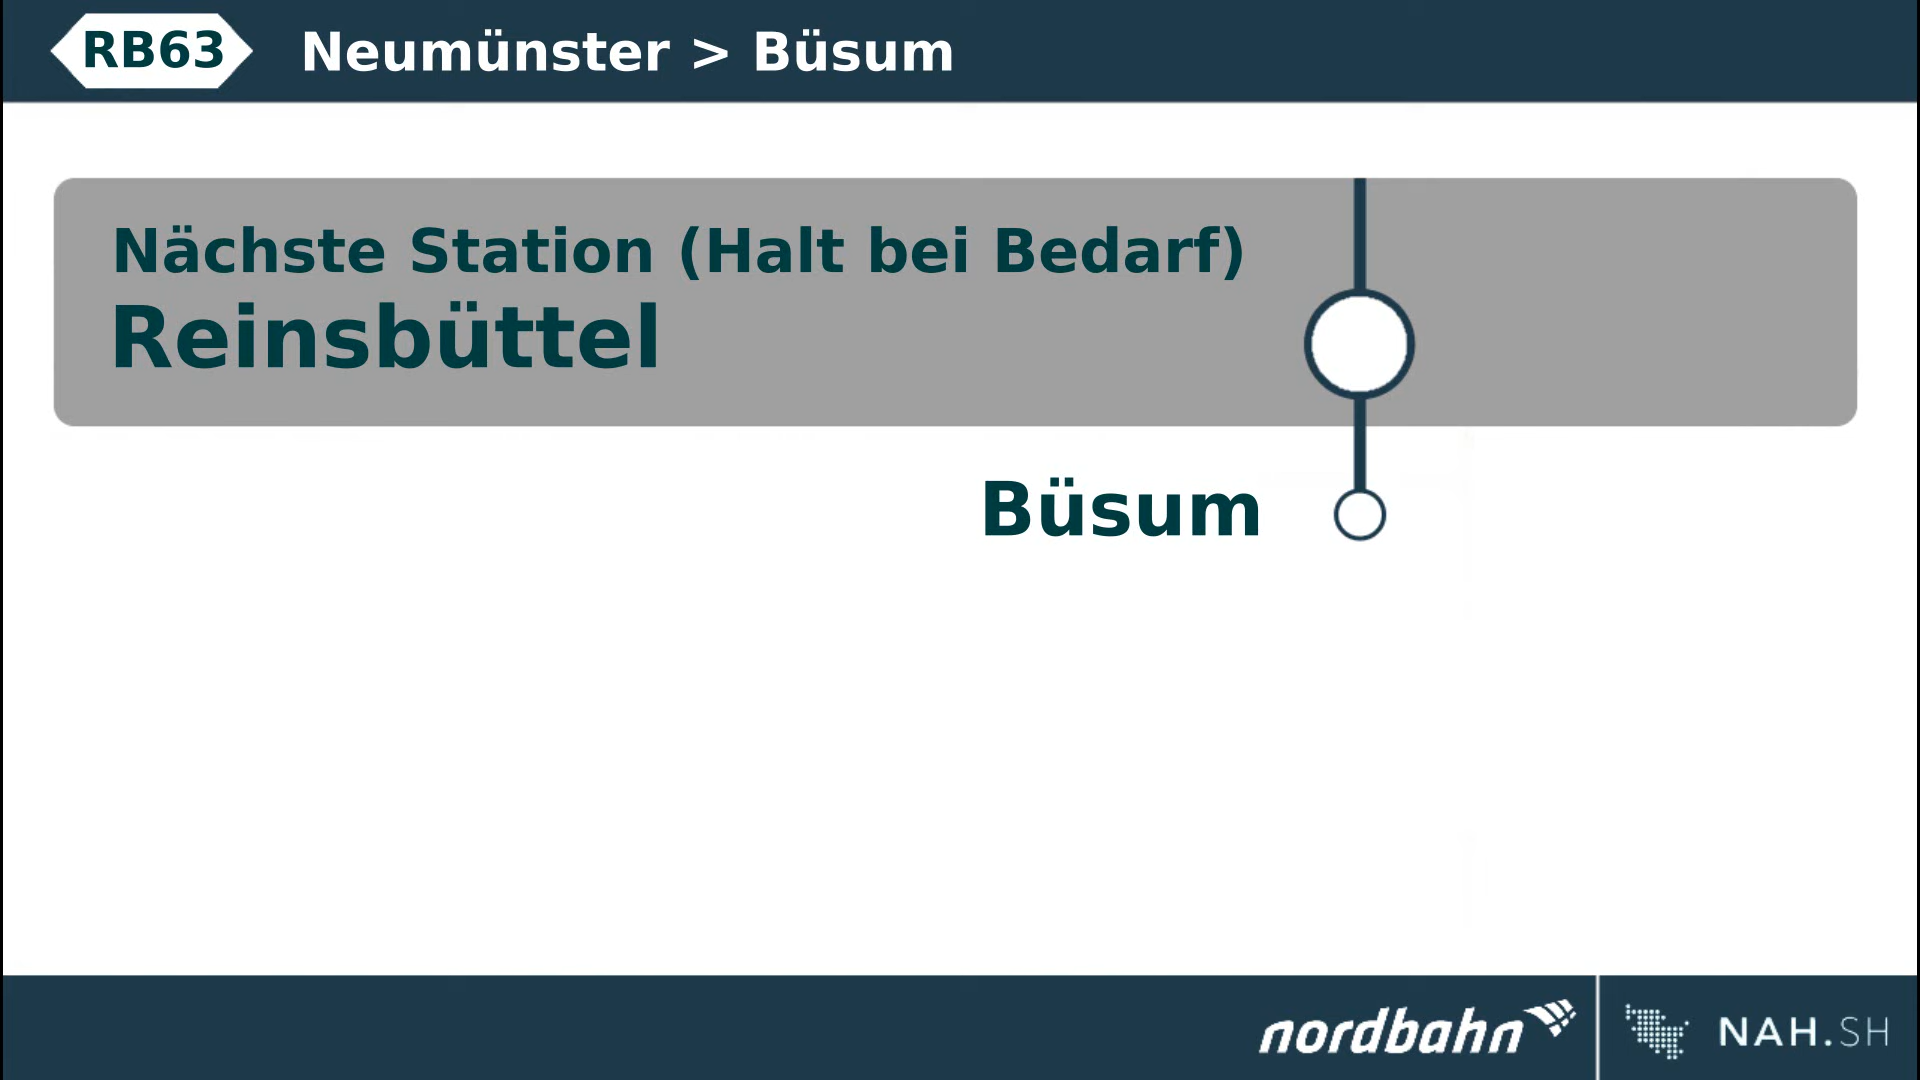 RB63
Neumünster > Büsum
Nächste Station (Halt bei Bedarf)
Reinsbüttel
Büsum
nordbahn
NAH.SH